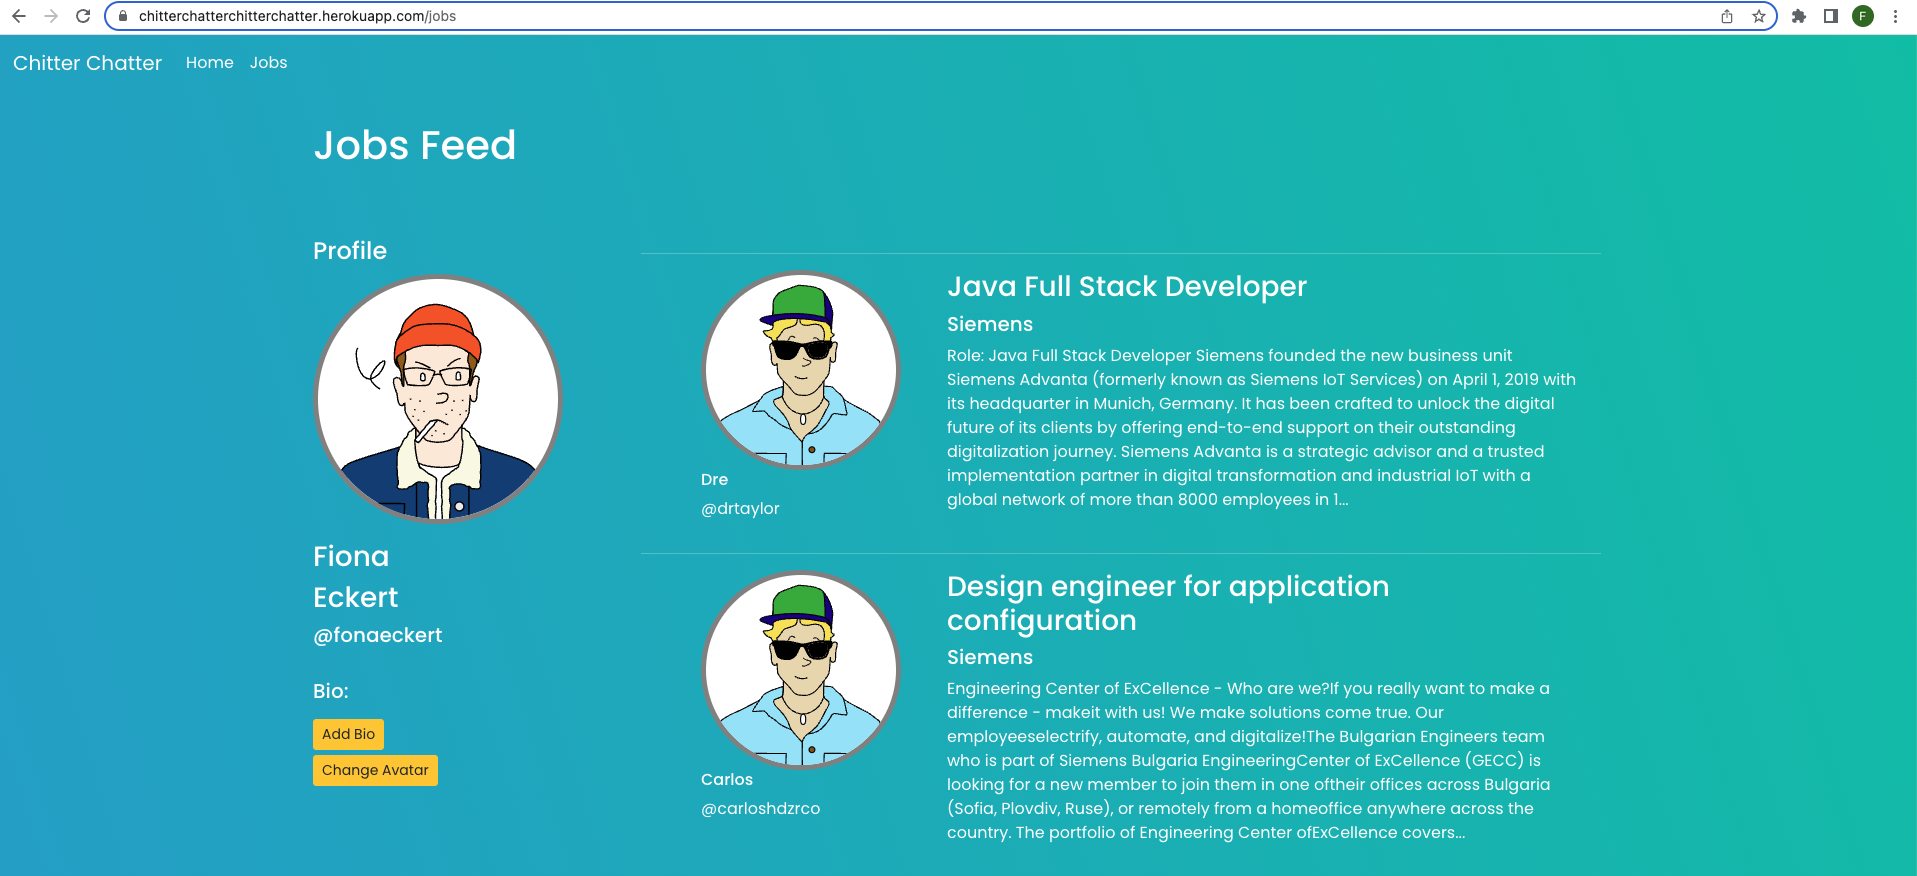 chitterchatterchitterchatter.herokuapp.com/jobs
F
Chitter Chatter Home Jobs
Jobs Feed
Profile
Fiona
Eckert
@fonaeckert
Bio:
Add Bio
Change Avatar
Dre
@drtaylor
Java Full Stack Developer
Siemens
Role: Java Full Stack Developer Siemens founded the new business unit
Siemens Advanta (formerly known as Siemens IoT Services) on April 1, 2019 with
its headquarter in Munich, Germany. It has been crafted to unlock the digital
future of its clients by offering end-to-end support on their outstanding
digitalization journey. Siemens Advanta is a strategic advisor and a trusted
implementation partner in digital transformation and industrial IoT with a
global network of more than 8000 employees in 1...
Carlos
@carloshdzrco
Design engineer for application
configuration
Siemens
Engineering Center of ExCellence - Who are we?If you really want to make a
difference - makeit with us! We make solutions come true. Our
employeeselectrify, automate, and digitalize!The Bulgarian Engineers team
who is part of Siemens Bulgaria EngineeringCenter of ExCellence (GECC) is
looking for a new member to join them in one oftheir offices across Bulgaria
(Sofia, Plovdiv, Ruse), or remotely from a homeoffice anywhere across the
country. The portfolio of Engineering Center ofExCellence covers...